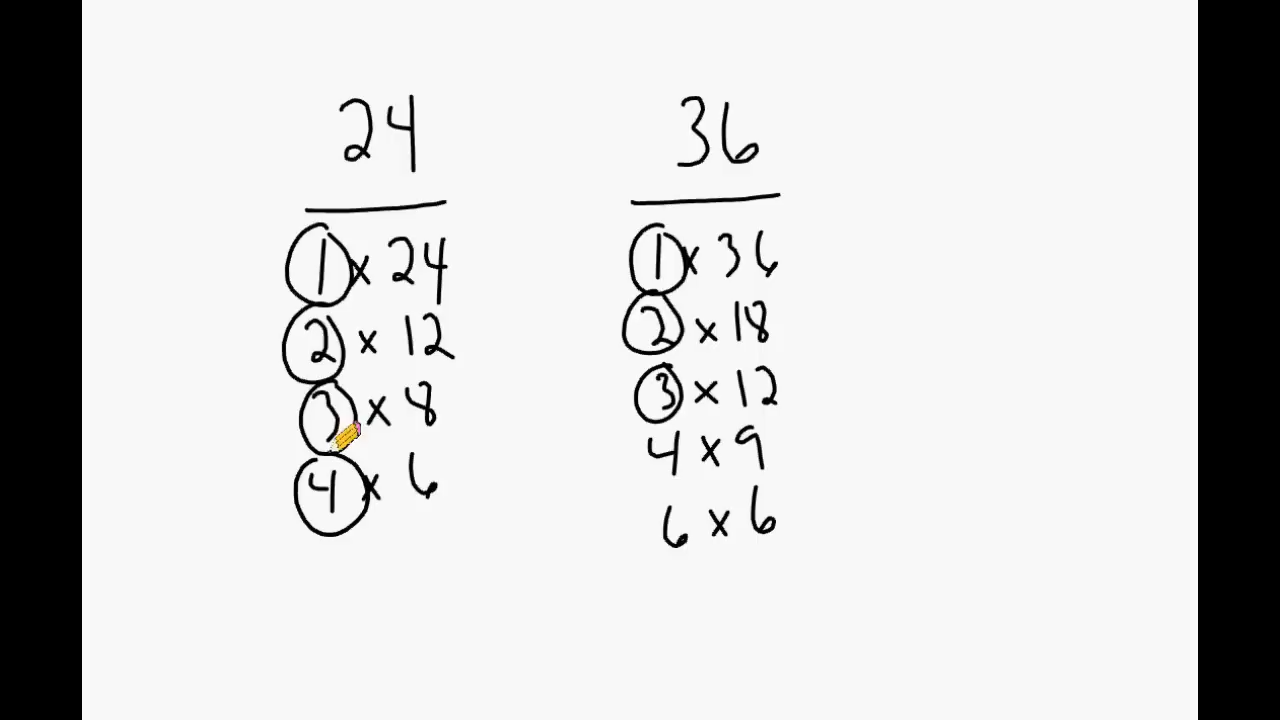 24
1 x 24
2 x 12
3 x 8
4 x 6
36
1 x 36
2 x 18
3 x 12
4 x 9
6 x 6